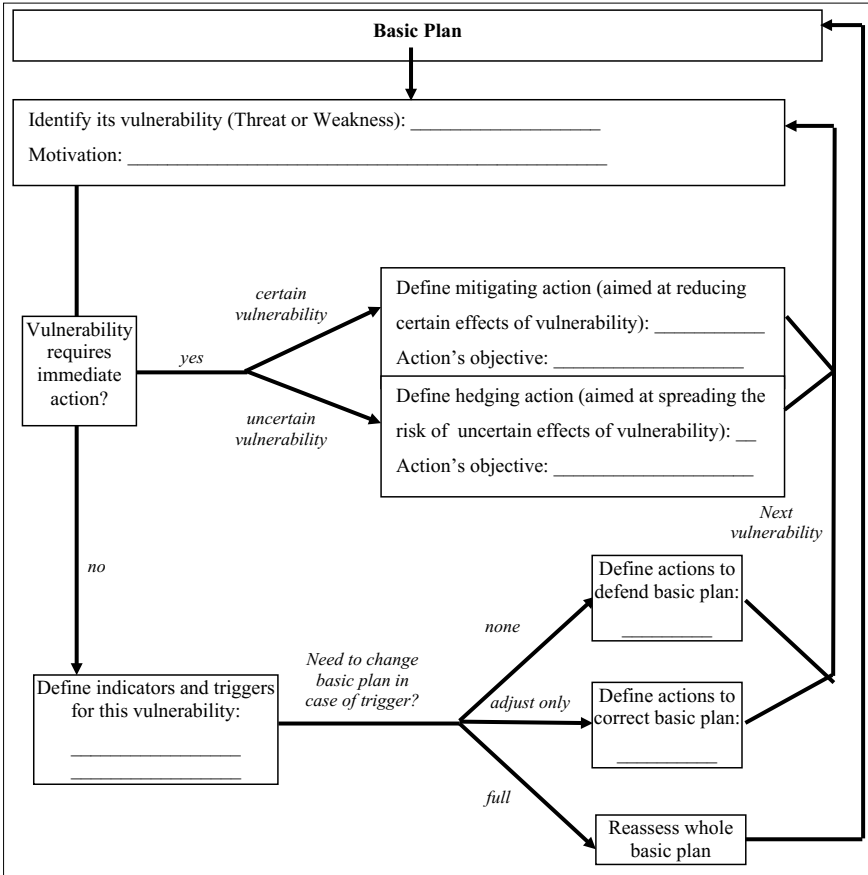 Basic Plan
Identify its vulnerability (Threat or Weakness): ___________________
Motivation: ________________________________________________
certain
vulnerability
Define mitigating action (aimed at reducing
certain effects of vulnerability): ___________
Action's objective: ___________________
Vulnerability
requires
immediate
action?
yes
uncertain
vulnerability
Define hedging action (aimed at spreading the
risk of uncertain effects of vulnerability): __
Action's objective: ____________________
Next
vulnerability
no
Define actions to
defend basic plan:
_________
none
Need to change
basic plan in
case of trigger?
Define indicators and triggers
for this vulnerability:
_________________
_________________
adjust only
Define actions to
correct basic plan:
__________
full
Reassess whole
basic plan